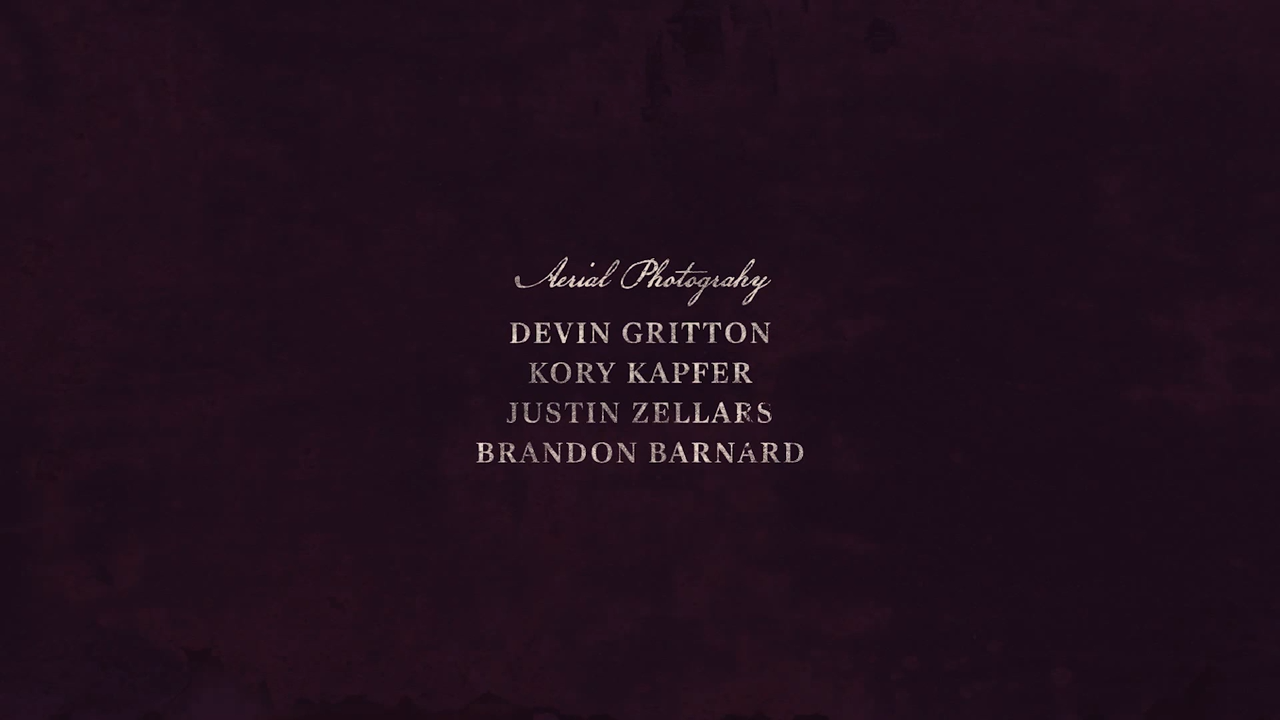 Aerial Photograhy
DEVIN GRITTON
KORY KAPFER
JUSTIN ZELLARS
BRANDON BARNARD